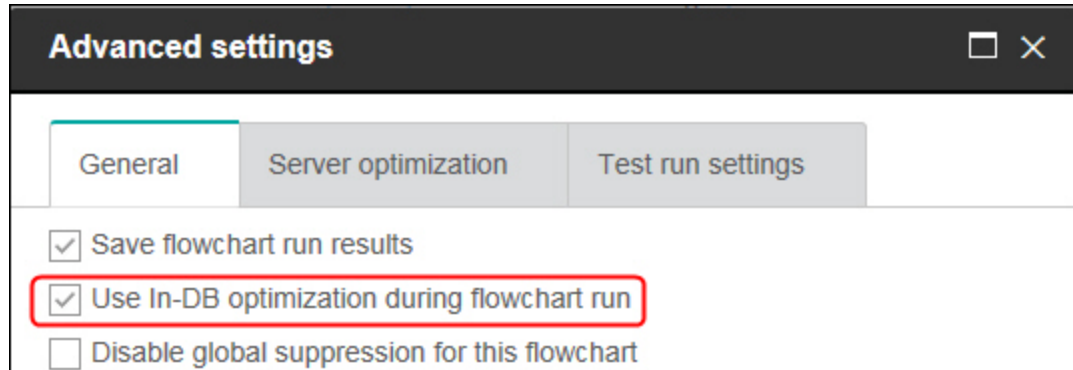 Advanced settings
General Server optimization Test run settings
Save flowchart run results
Use In-DB optimization during flowchart run
Disable global suppression for this flowchart